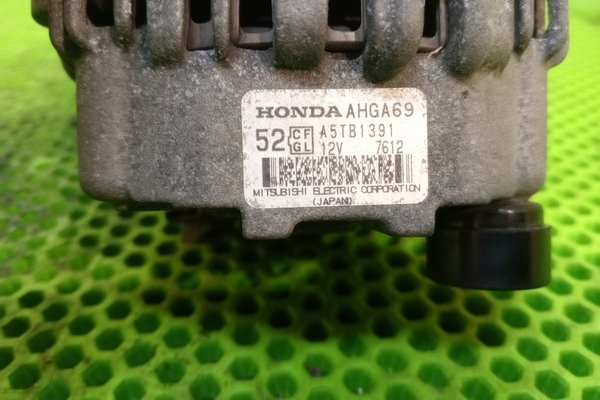 HONDA AHGA69
52 CF GL A5TB1391
12V 7612
MITSUBISHI ELECTRIC CORPORATION
(JAPAN)